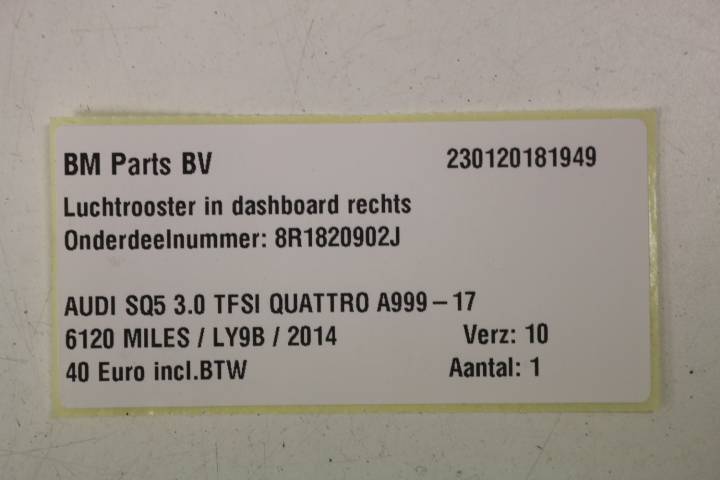 BM Parts BV 230120181949
Luchtrooster in dashboard rechts
Onderdeelnummer: 8R1820902J
AUDI SQ5 3.0 TFSI QUATTRO A999 – 17
6120 MILES / LY9B / 2014 Verz: 10
40 Euro incl.BTW Aantal: 1